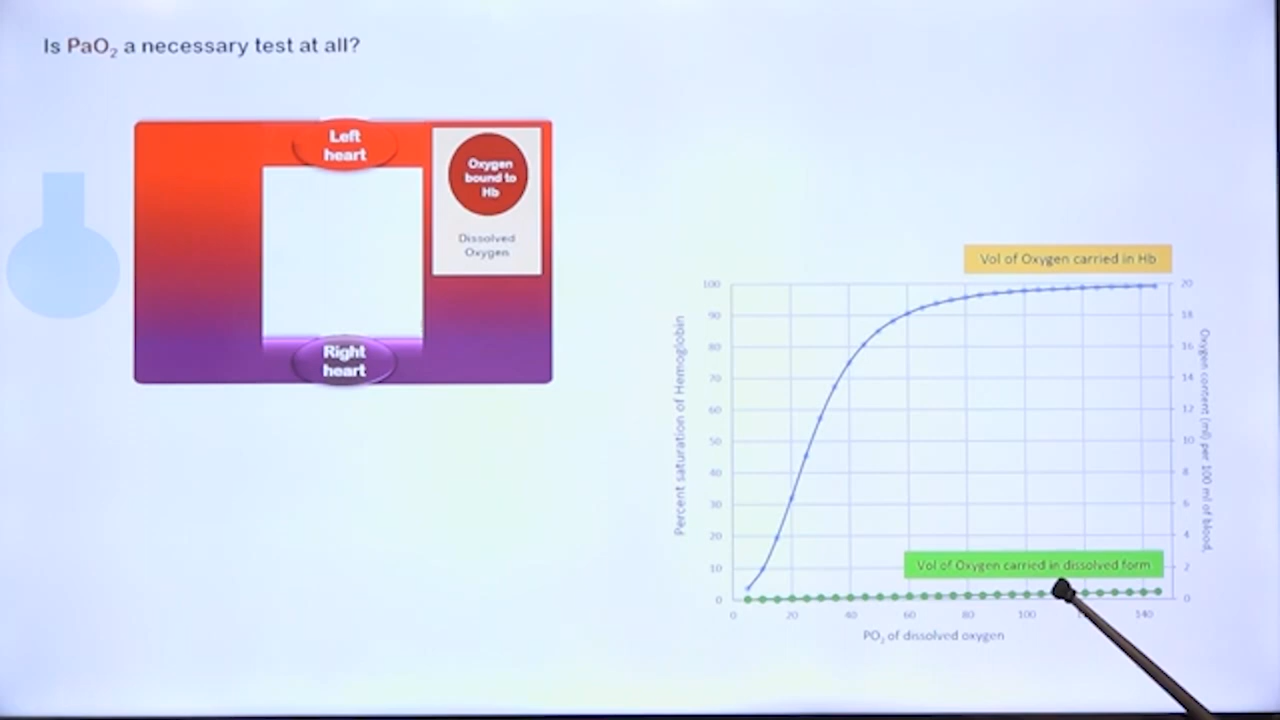 Is PaO₂ a necessary test at all?
Left
heart
Oxygen
bound to
Hb
Dissolved
Oxygen
Right
heart
Vol of Oxygen carried in Hb
Percent saturation of Hemoglobin
100
90
80
70
60
50
40
30
20
10
0
20
18
16
14
12
10
8
6
4
2
0
Oxygen content (ml) per 100 ml of blood,
Vol of Oxygen carried in dissolved form
0
20
40
60
80
100
140
PO₂ of dissolved oxygen